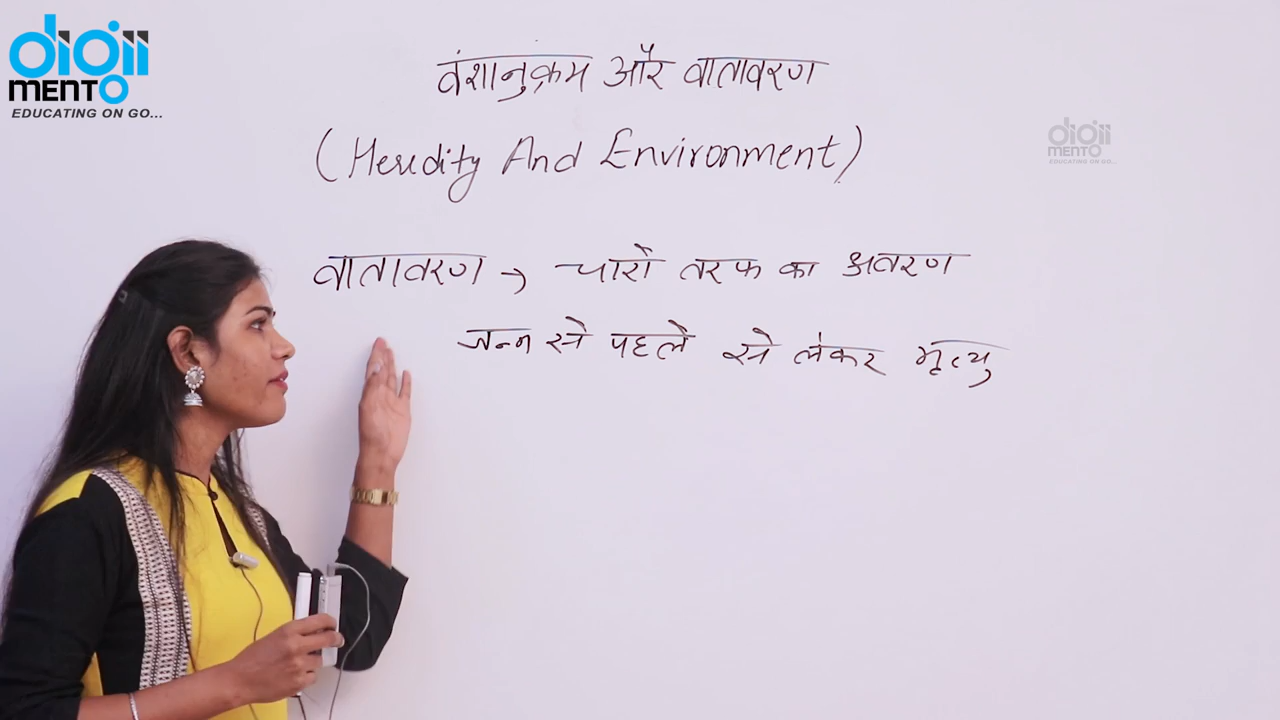 digii
MENTO
EDUCATING ON GO...
वंशानुक्रम और वातावरण
(Heredity And Environment)
digii
MENTO
EDUCATING ON GO...
वातावरण → चारों तरफ का आवरण
जन्म से पहले से लेकर मृत्यु